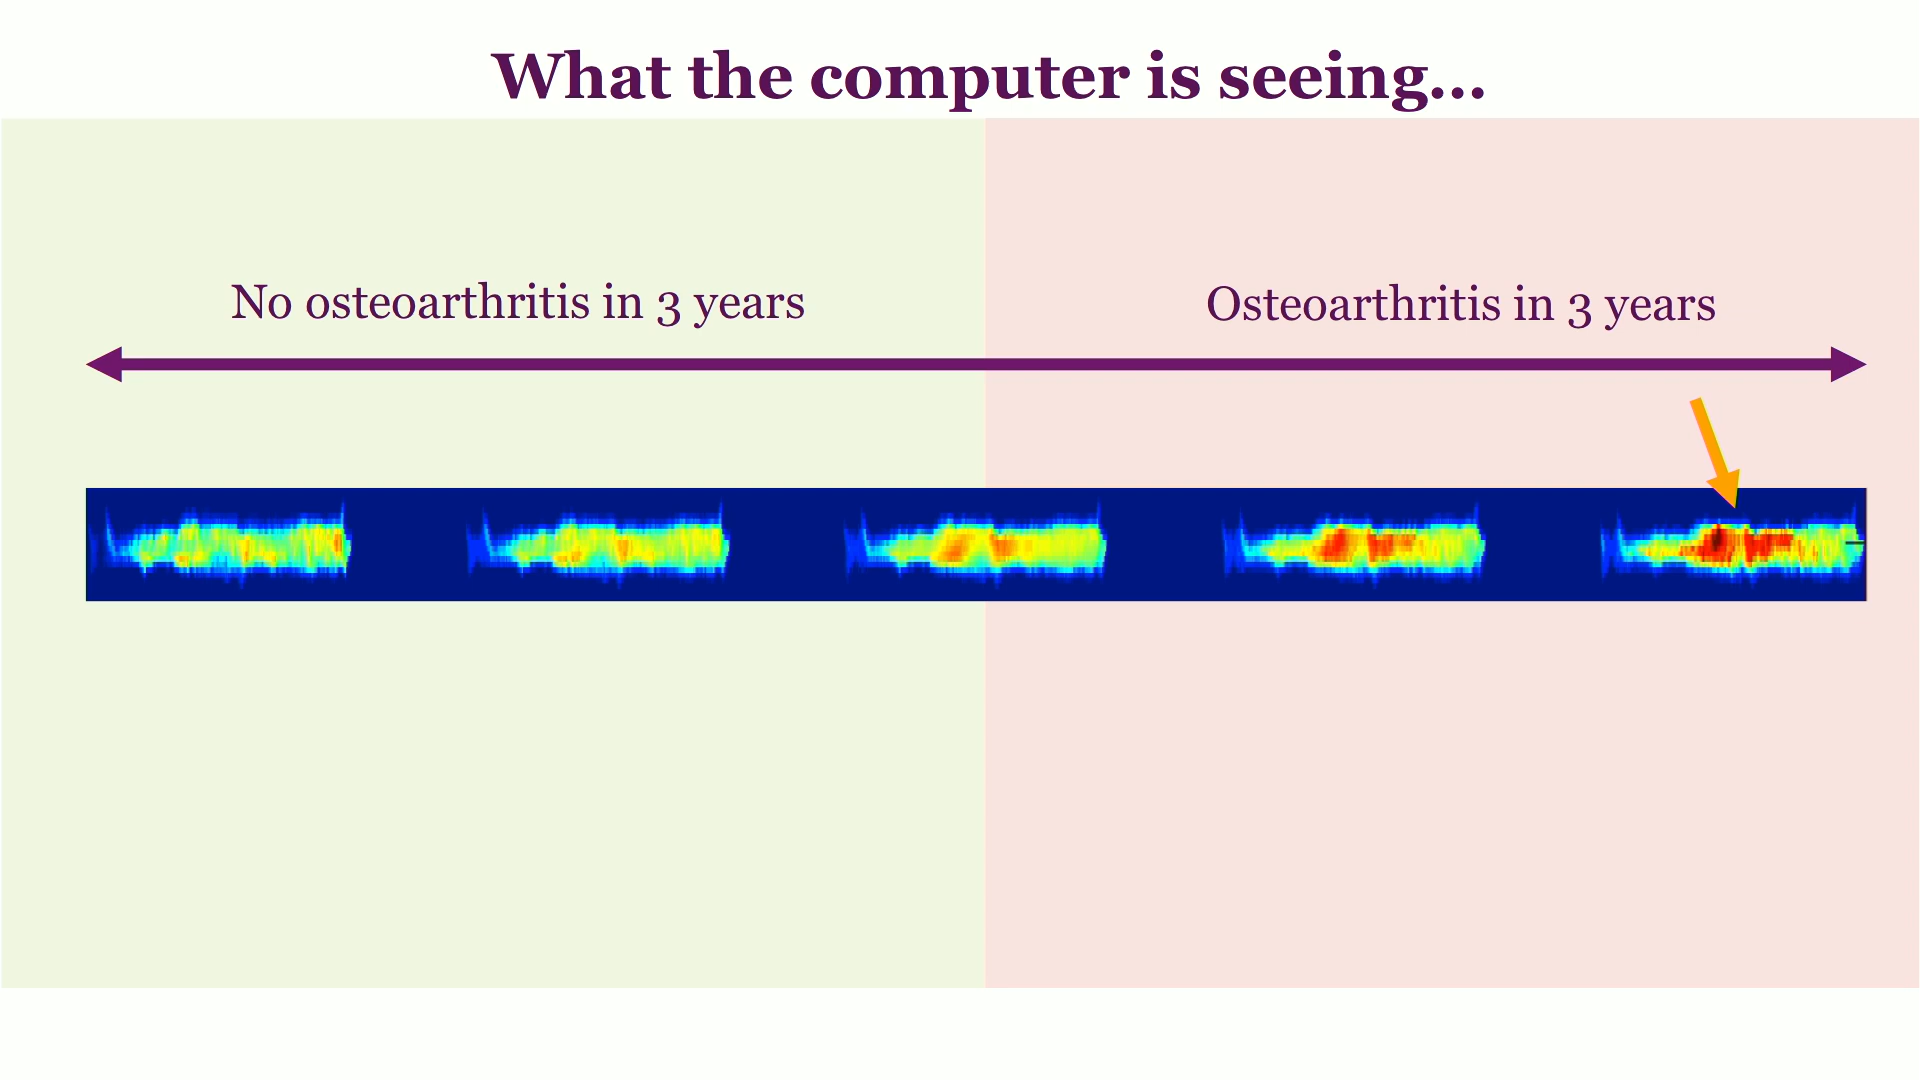 What the computer is seeing...
No osteoarthritis in 3 years
Osteoarthritis in 3 years